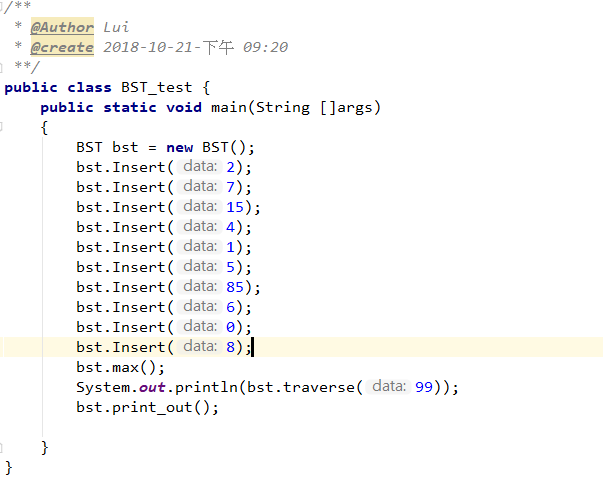 /**
 * @Author Lui
 * @create 2018-10-21-下午 09:20
 **/
public class BST_test {
    public static void main(String []args)
    {
        BST bst = new BST();
        bst.Insert( data: 2);
        bst.Insert( data: 7);
        bst.Insert( data: 15);
        bst.Insert( data: 4);
        bst.Insert( data: 1);
        bst.Insert( data: 5);
        bst.Insert( data: 85);
        bst.Insert( data: 6);
        bst.Insert( data: 0);
        bst.Insert( data: 8);
        bst.max();
        System.out.println(bst.traverse( data: 99));
        bst.print_out();
    }
}